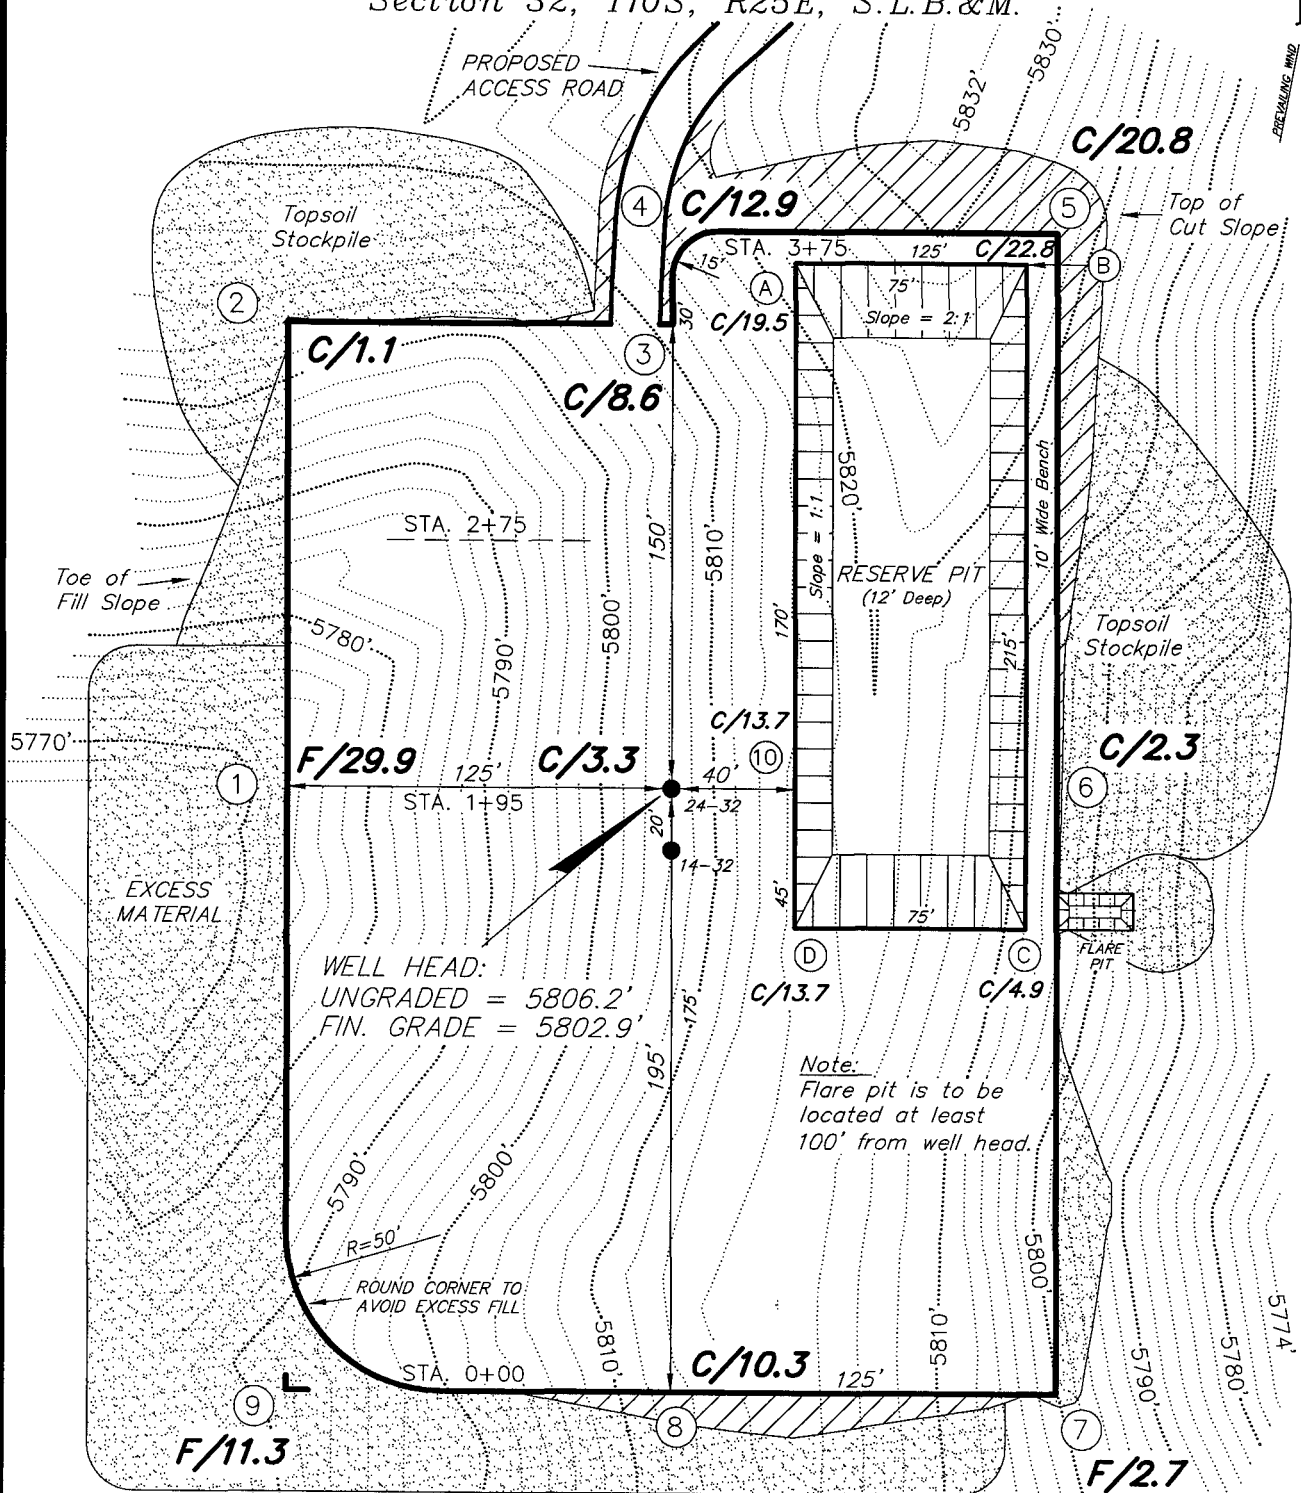 Section 32, T10S, R25E, S.L.B.&M.
PREVAILING WIND
PROPOSED
ACCESS ROAD
5832'
5830'
C/20.8
Topsoil
Stockpile
4
C/12.9
5
Top of
Cut Slope
STA. 3+75
125'
C/22.8
15'
B
2
A
75'
Slope = 2:1
30'
C/19.5
C/1.1
3
C/8.6
5820'
STA. 2+75
150'
5810'
Slope = 1:1
10' Wide Bench
RESERVE PIT
(12' Deep)
Toe of
Fill Slope
5780'
5790'
5800'
170'
215'
Topsoil
Stockpile
C/13.7
5770'
1
F/29.9
125'
C/3.3
40'
10
C/2.3
6
STA. 1+95
24-32
20'
14-32
EXCESS
MATERIAL
45'
75'
FLARE
PIT
D
C
C/13.7
C/4.9
WELL HEAD:
UNGRADED = 5806.2'
FIN. GRADE = 5802.9'
175'
195'
Note:
Flare pit is to be
located at least
100' from well head.
5790'
5800'
R=50'
ROUND CORNER TO
AVOID EXCESS FILL
5800'
5810'
5810'
5790'
5780'
5774'
STA. 0+00
C/10.3
125'
9
F/11.3
8
7
F/2.7